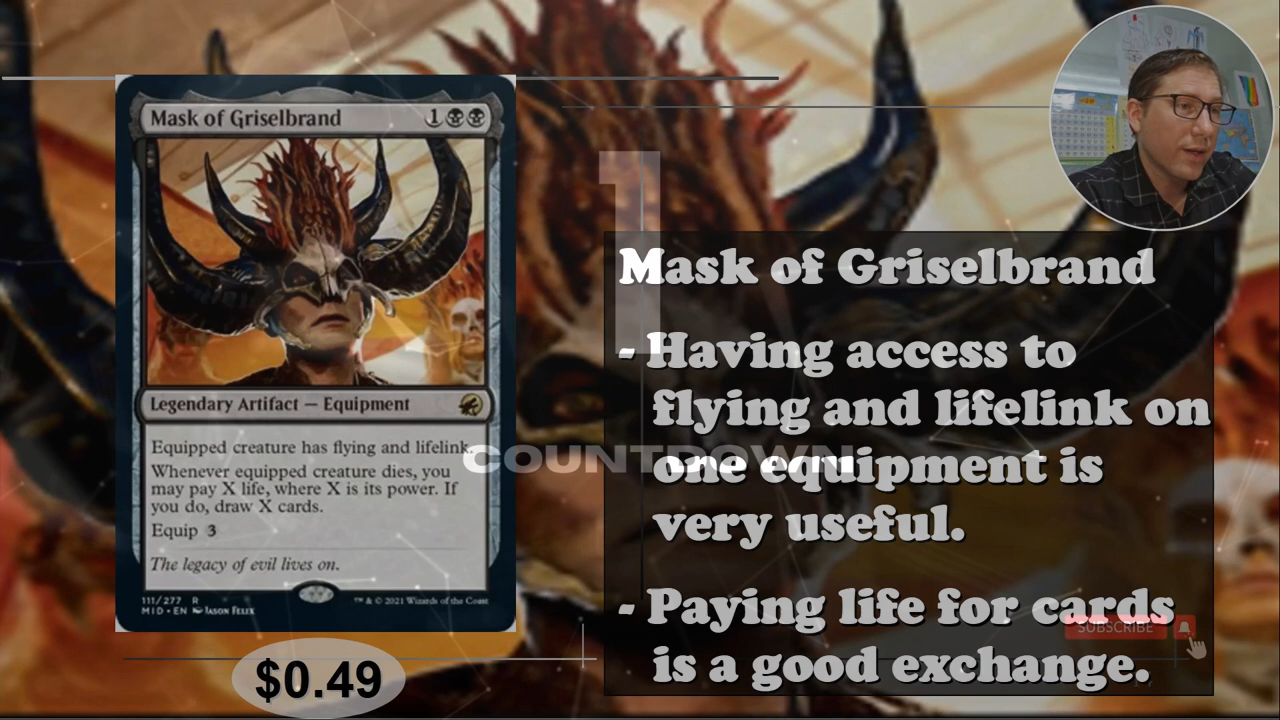 Mask of Griselbrand 1
Legendary Artifact — Equipment
Equipped creature has flying and lifelink.
Whenever equipped creature dies, you
may pay X life, where X is its power. If
you do, draw X cards.
Equip 3
The legacy of evil lives on.
111/277 R
MID • EN Jason Felix
™ & © 2021 Wizards of the Coast
$0.49
1
COUNTDOWN
Mask of Griselbrand
- Having access to
flying and lifelink on
one equipment is
very useful.
- Paying life for cards
is a good exchange.
SUBSCRIBE